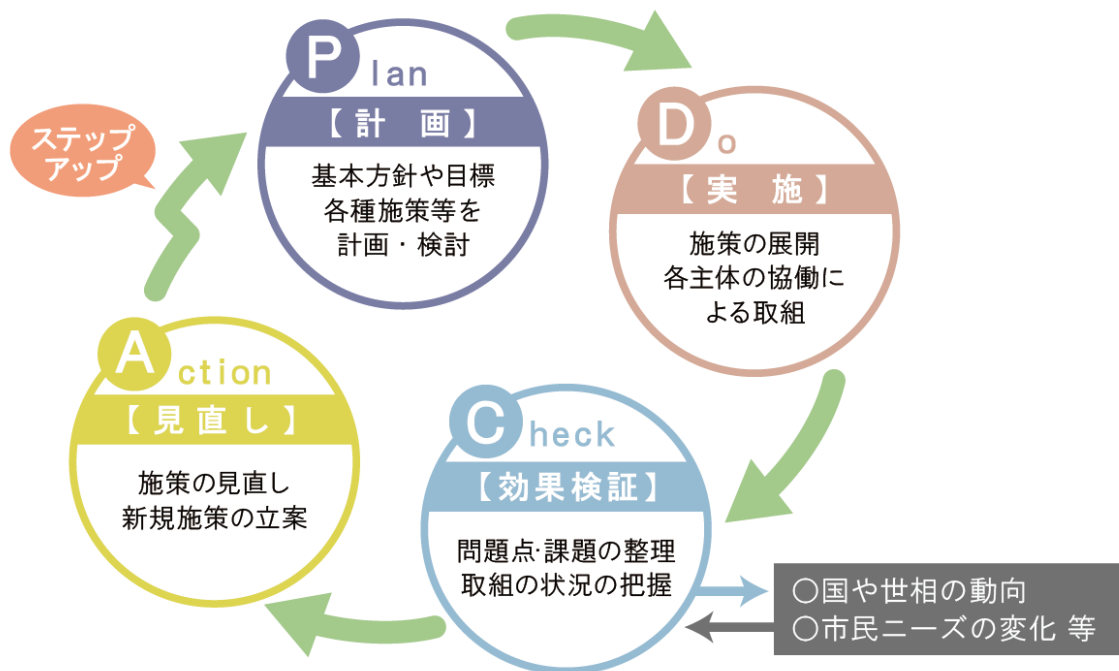 Plan
【計　画】
基本方針や目標
各種施策等を
計画・検討
Do
【実　施】
施策の展開
各主体の協働に
よる取組
Check
【効果検証】
問題点・課題の整理
取組の状況の把握
○国や世相の動向
○市民ニーズの変化 等
Action
【見直し】
施策の見直し
新規施策の立案
ステップ
アップ